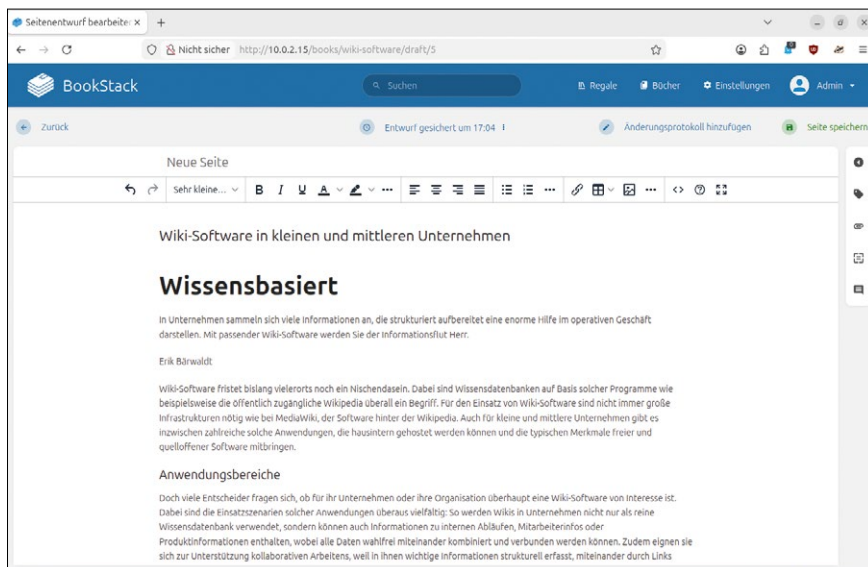 Seitenentwurf bearbeite
Nicht sicher http://10.0.2.15/books/wiki-software/draft/5
BookStack Suchen Regale Bücher Einstellungen Admin
Zurück Entwurf gesichert um 17:04 Änderungsprotokoll hinzufügen Seite speichern
Neue Seite
Sehr kleine... B I U A
Wiki-Software in kleinen und mittleren Unternehmen
Wissensbasiert
In Unternehmen sammeln sich viele Informationen an, die strukturiert aufbereitet eine enorme Hilfe im operativen Geschäft
darstellen. Mit passender Wiki-Software werden Sie der Informationsflut Herr.
Erik Bärwaldt
Wiki-Software fristet bislang vielerorts noch ein Nischendasein. Dabei sind Wissensdatenbanken auf Basis solcher Programme wie
beispielsweise die öffentlich zugängliche Wikipedia überall ein Begriff. Für den Einsatz von Wiki-Software sind nicht immer große
Infrastrukturen nötig wie bei MediaWiki, der Software hinter der Wikipedia. Auch für kleine und mittlere Unternehmen gibt es
inzwischen zahlreiche solche Anwendungen, die hausintern gehostet werden können und die typischen Merkmale freier und
quelloffener Software mitbringen.
Anwendungsbereiche
Doch viele Entscheider fragen sich, ob für ihr Unternehmen oder ihre Organisation überhaupt eine Wiki-Software von Interesse ist.
Dabei sind die Einsatzszenarien solcher Anwendungen überaus vielfältig: So werden Wikis in Unternehmen nicht nur als reine
Wissensdatenbank verwendet, sondern können auch Informationen zu internen Abläufen, Mitarbeiterinfos oder
Produktinformationen enthalten, wobei alle Daten wahlfrei miteinander kombiniert und verbunden werden können. Zudem eignen sie
sich zur Unterstützung kollaborativen Arbeitens, weil in ihnen wichtige Informationen strukturell erfasst, miteinander durch Links